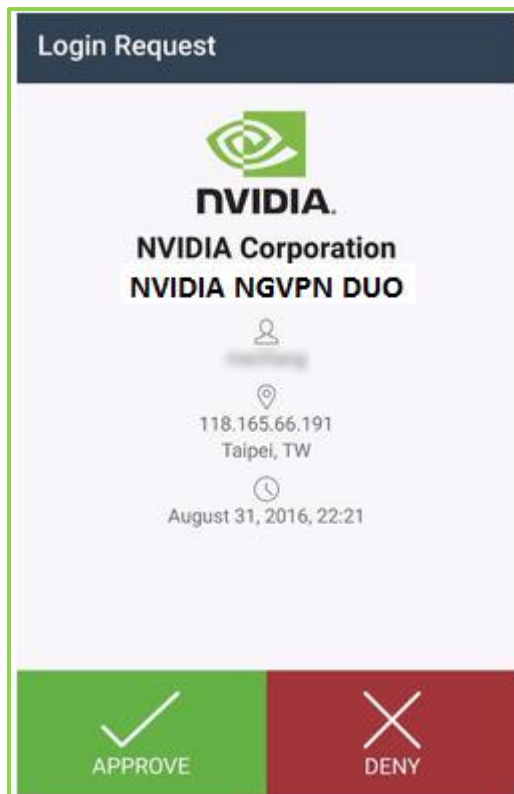 Login Request
NVIDIA.
NVIDIA Corporation
NVIDIA NGVPN DUO
118.165.66.191
Taipei, TW
August 31, 2016, 22:21
APPROVE
DENY